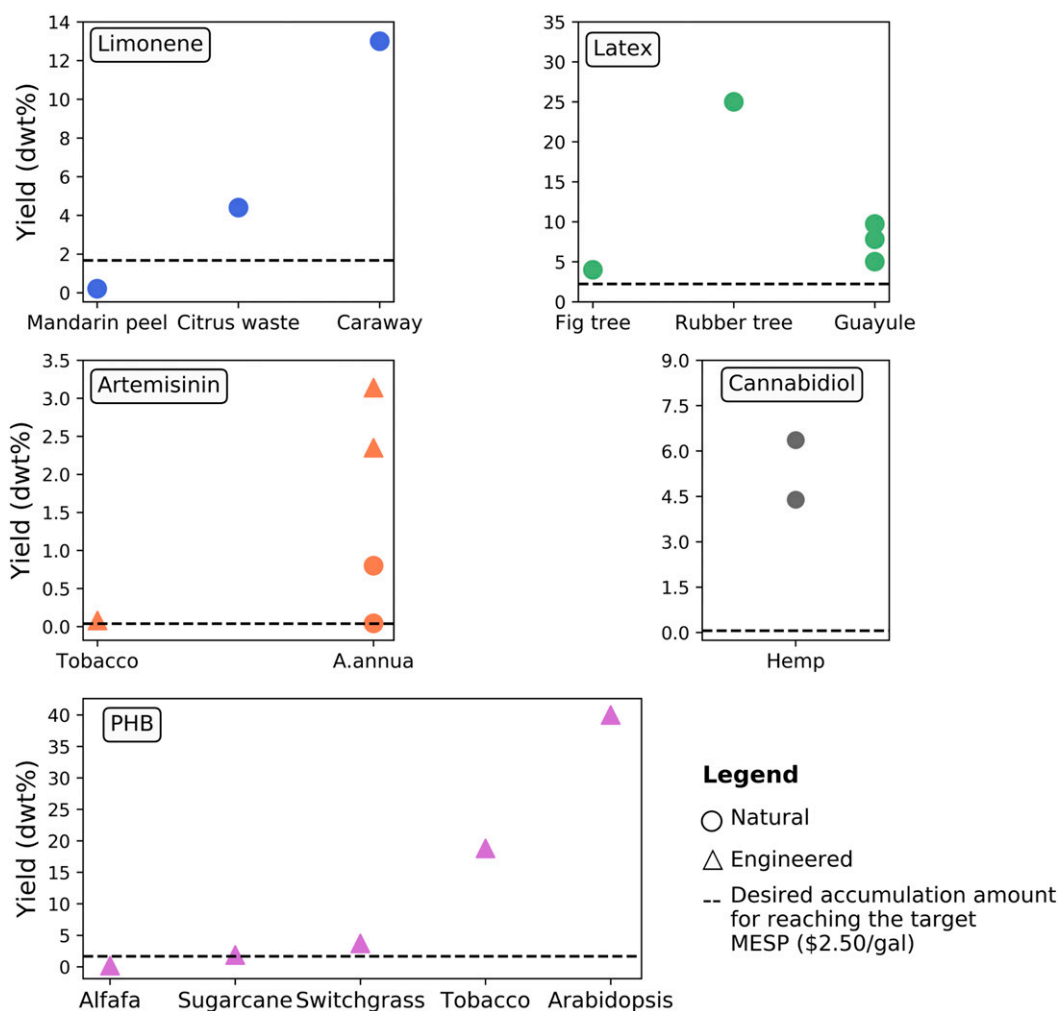 Limonene
Yield (dwt%)
14
12
10
8
6
4
2
0
Mandarin peel Citrus waste Caraway
Latex
35
30
25
20
15
10
5
0
Fig tree Rubber tree Guayule
Artemisinin
Yield (dwt%)
3.5
3.0
2.5
2.0
1.5
1.0
0.5
0.0
Tobacco A.annua
Cannabidiol
9.0
7.5
6.0
4.5
3.0
1.5
0.0
Hemp
PHB
Yield (dwt%)
40
35
30
25
20
15
10
5
0
Alfafa Sugarcane Switchgrass Tobacco Arabidopsis
Legend
Natural
Engineered
Desired accumulation amount
for reaching the target
MESP ($2.50/gal)